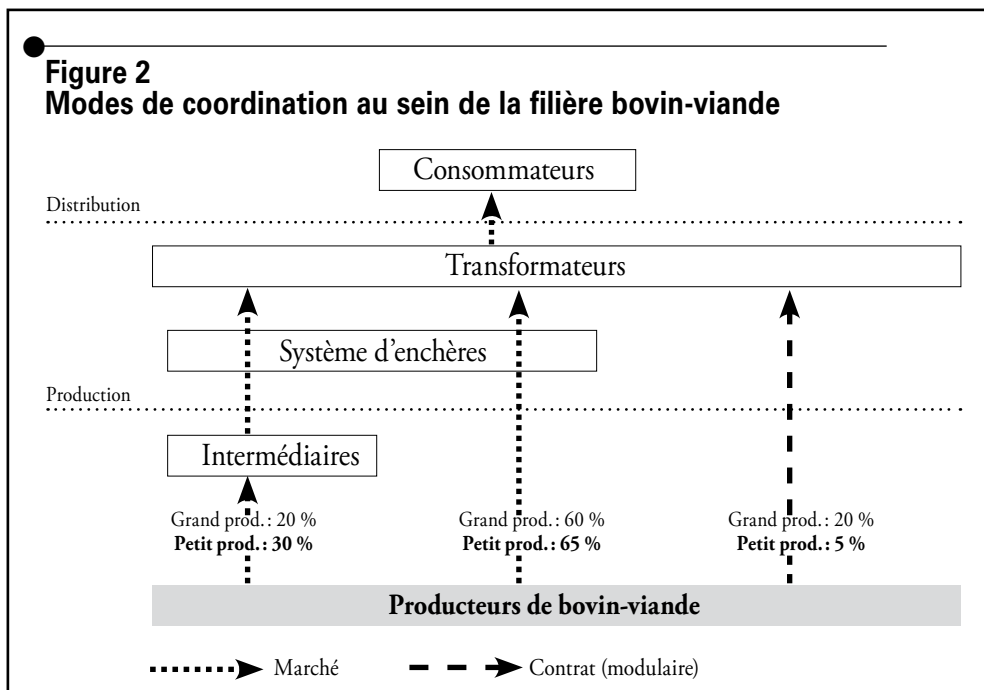 Figure 2
Modes de coordination au sein de la filière bovin-viande
Consommateurs
Distribution
Transformateurs
Système d'enchères
Production
Intermédiaires
Grand prod.: 20 %
Petit prod.: 30 %
Grand prod.: 60 %
Petit prod.: 65 %
Grand prod.: 20 %
Petit prod.: 5 %
Producteurs de bovin-viande
Marché
Contrat (modulaire)